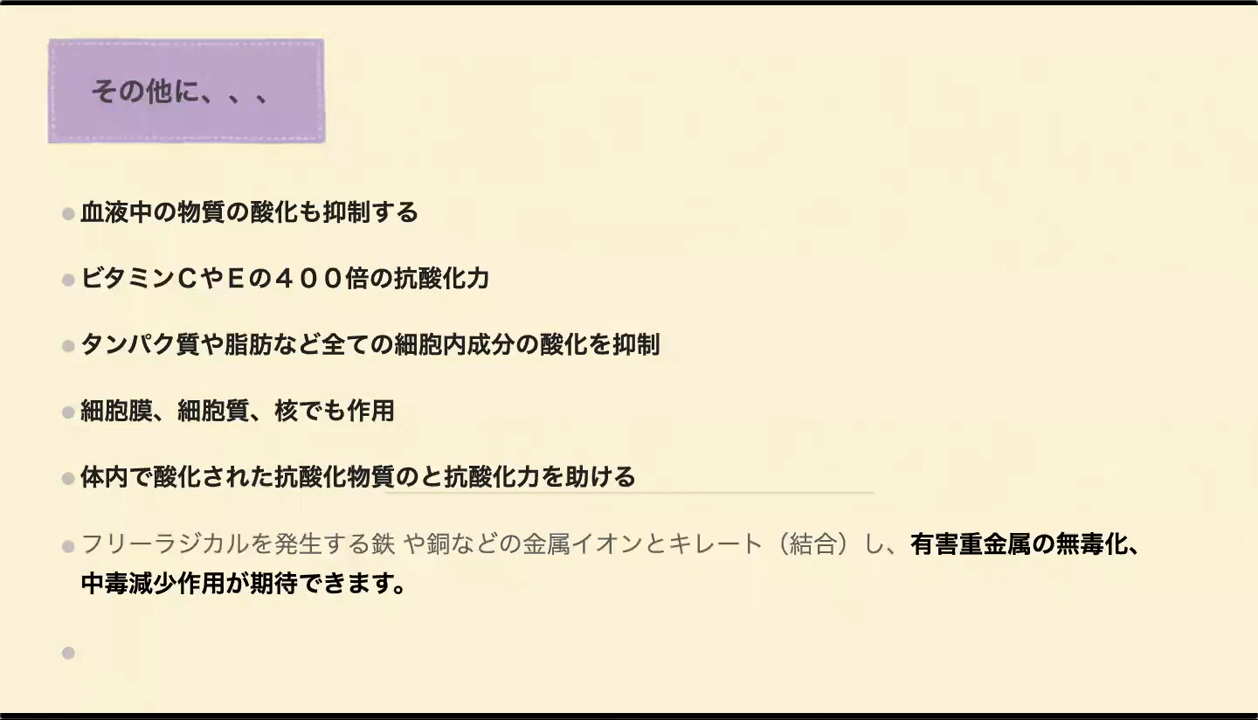 その他に、、、
血液中の物質の酸化も抑制する
ビタミンＣやＥの４００倍の抗酸化力
タンパク質や脂肪など全ての細胞内成分の酸化を抑制
細胞膜、細胞質、核でも作用
体内で酸化された抗酸化物質のと抗酸化力を助ける
フリーラジカルを発生する鉄 や銅などの金属イオンとキレート（結合）し、有害重金属の無毒化、
中毒減少作用が期待できます。